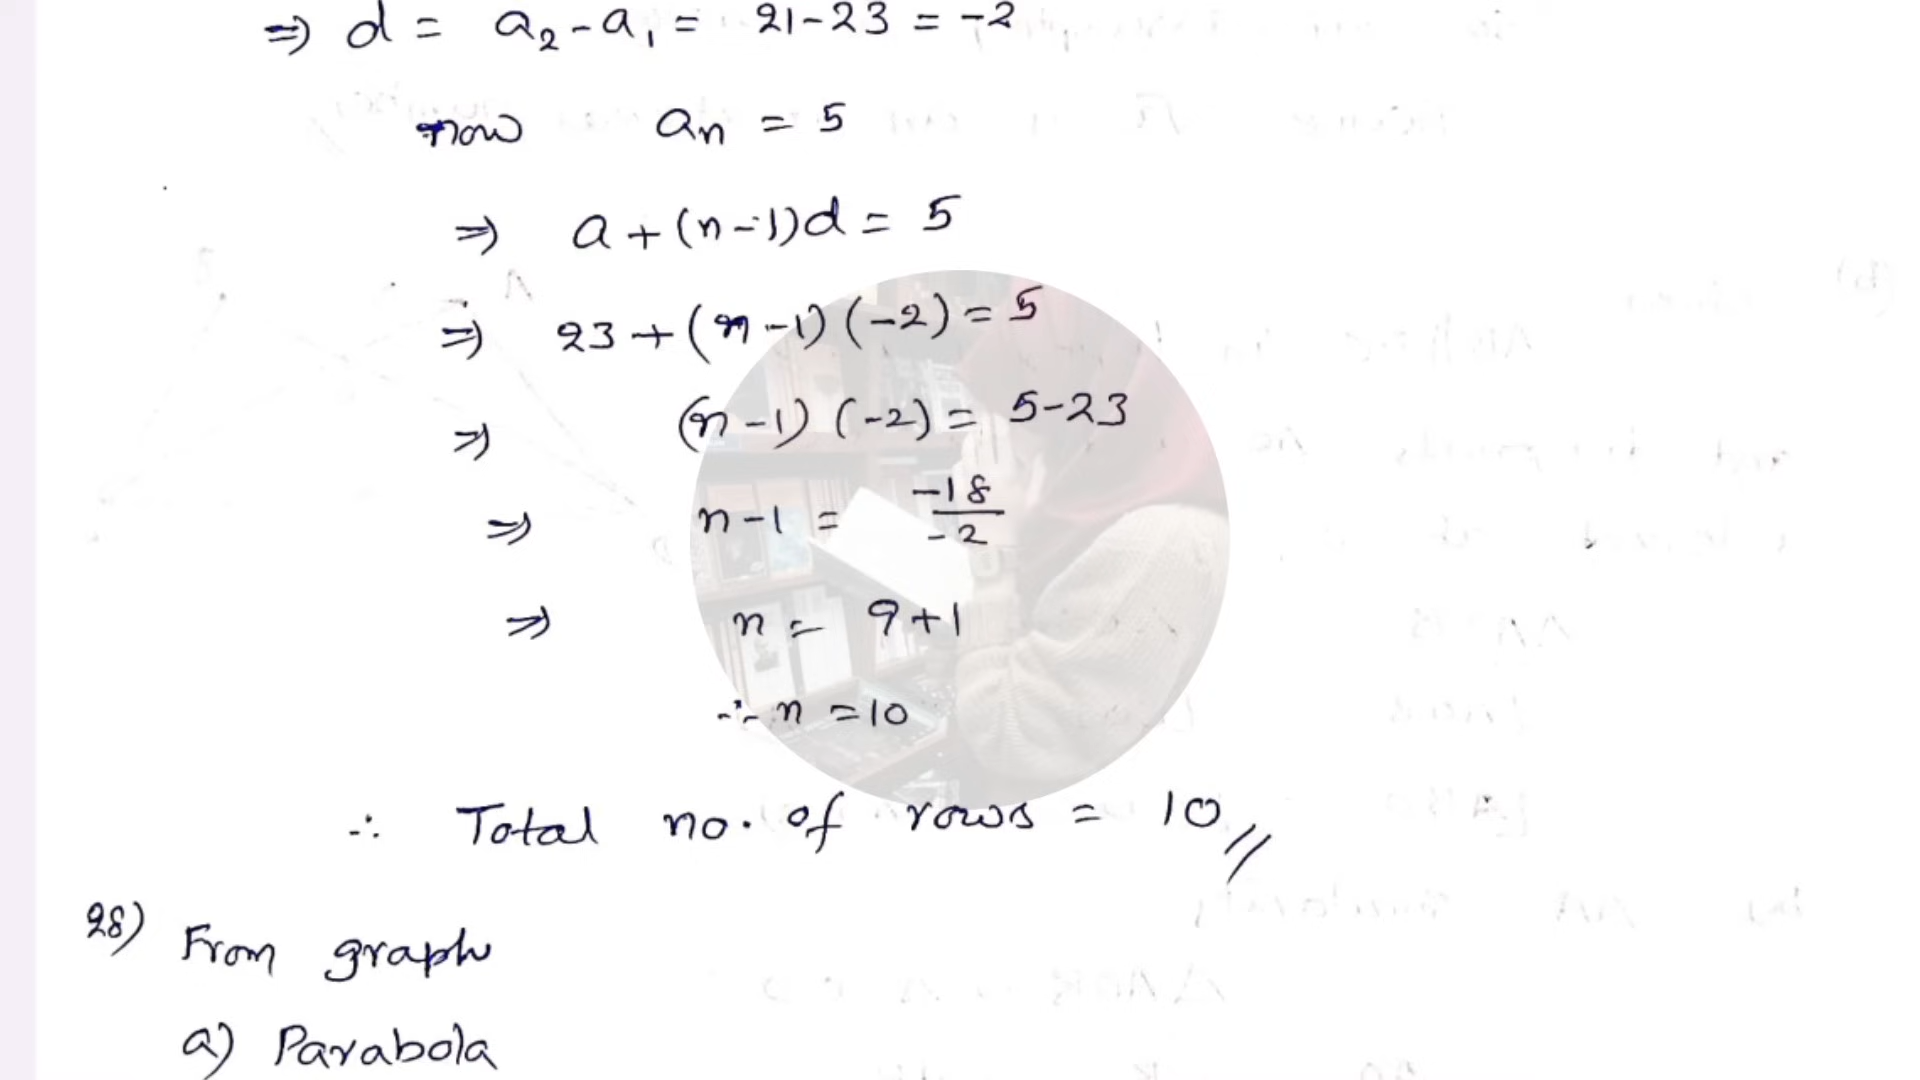 ⇒ d = a₂ - a₁ = 21 - 23 = -2
now aₙ = 5
⇒ a + (n-1)d = 5
⇒ 23 + (n-1)(-2) = 5
⇒ (n-1)(-2) = 5-23
⇒ n-1 = -18/-2
⇒ n = 9+1
∴ n = 10
∴ Total no. of rows = 10//
28) From graph
a) Parabola